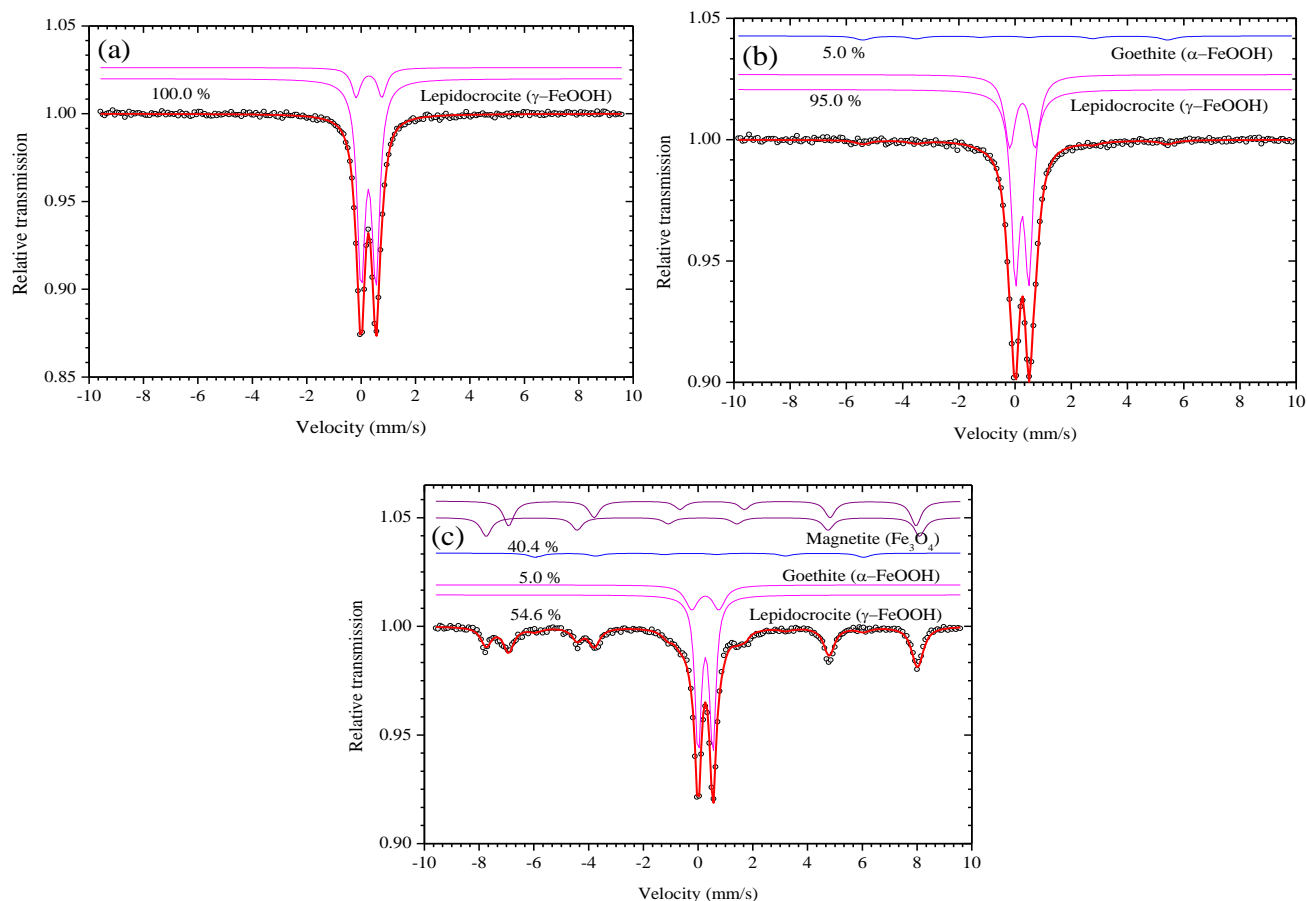 (a)
1.05
1.00
0.95
0.90
0.85
Relative transmission
100.0 %
Lepidocrocite (γ−FeOOH)
-10 -8 -6 -4 -2 0 2 4 6 8 10
Velocity (mm/s)
(b)
1.05
1.00
0.95
0.90
Relative transmission
5.0 %
Goethite (α−FeOOH)
95.0 %
Lepidocrocite (γ−FeOOH)
-10 -8 -6 -4 -2 0 2 4 6 8 10
Velocity (mm/s)
(c)
1.05
1.00
0.95
0.90
Relative transmission
Magnetite (Fe₃O₄)
40.4 %
Goethite (α−FeOOH)
5.0 %
54.6 %
Lepidocrocite (γ−FeOOH)
-10 -8 -6 -4 -2 0 2 4 6 8 10
Velocity (mm/s)